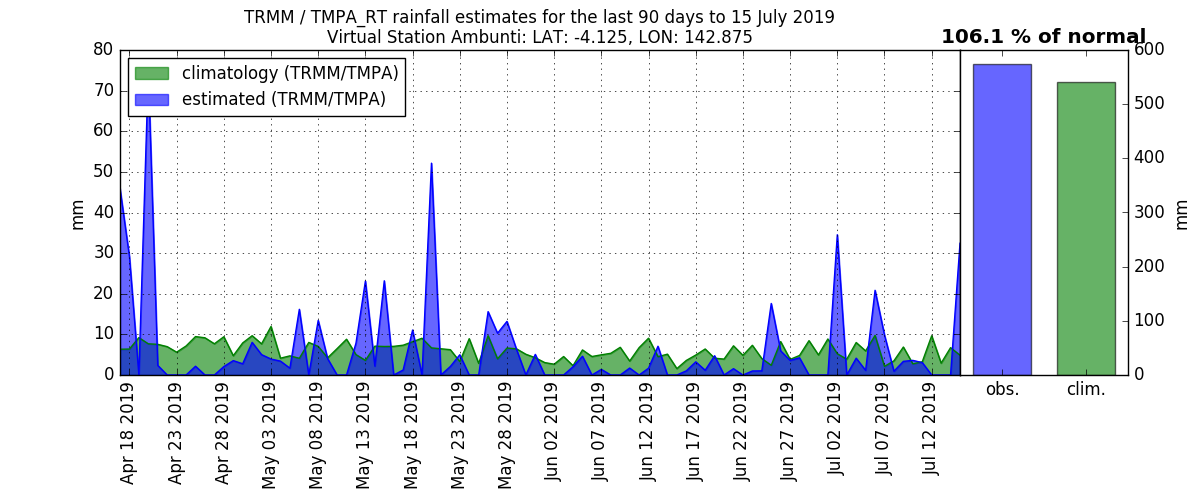 TRMM / TMPA_RT rainfall estimates for the last 90 days to 15 July 2019
Virtual Station Ambunti: LAT: -4.125, LON: 142.875
106.1 % of normal
climatology (TRMM/TMPA)
estimated (TRMM/TMPA)
80
70
60
50
40
30
20
10
0
mm
600
500
400
300
200
100
0
mm
obs.
clim.
Apr 18 2019
Apr 23 2019
Apr 28 2019
May 03 2019
May 08 2019
May 13 2019
May 18 2019
May 23 2019
May 28 2019
Jun 02 2019
Jun 07 2019
Jun 12 2019
Jun 17 2019
Jun 22 2019
Jun 27 2019
Jul 02 2019
Jul 07 2019
Jul 12 2019